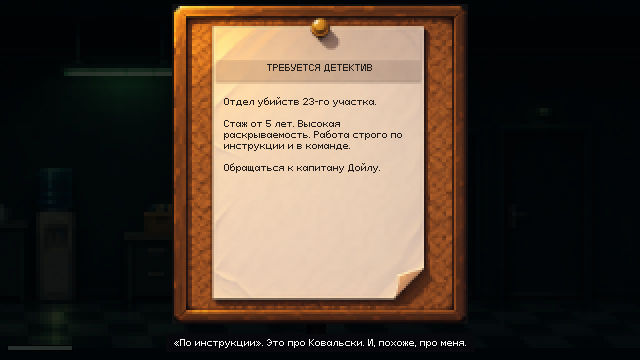 ТРЕБУЕТСЯ ДЕТЕКТИВ
Отдел убийств 23-го участка.
Стаж от 5 лет. Высокая
раскрываемость. Работа строго по
инструкции и в команде.
Обращаться к капитану Дойлу.
«По инструкции». Это про Ковальски. И, похоже, про меня.